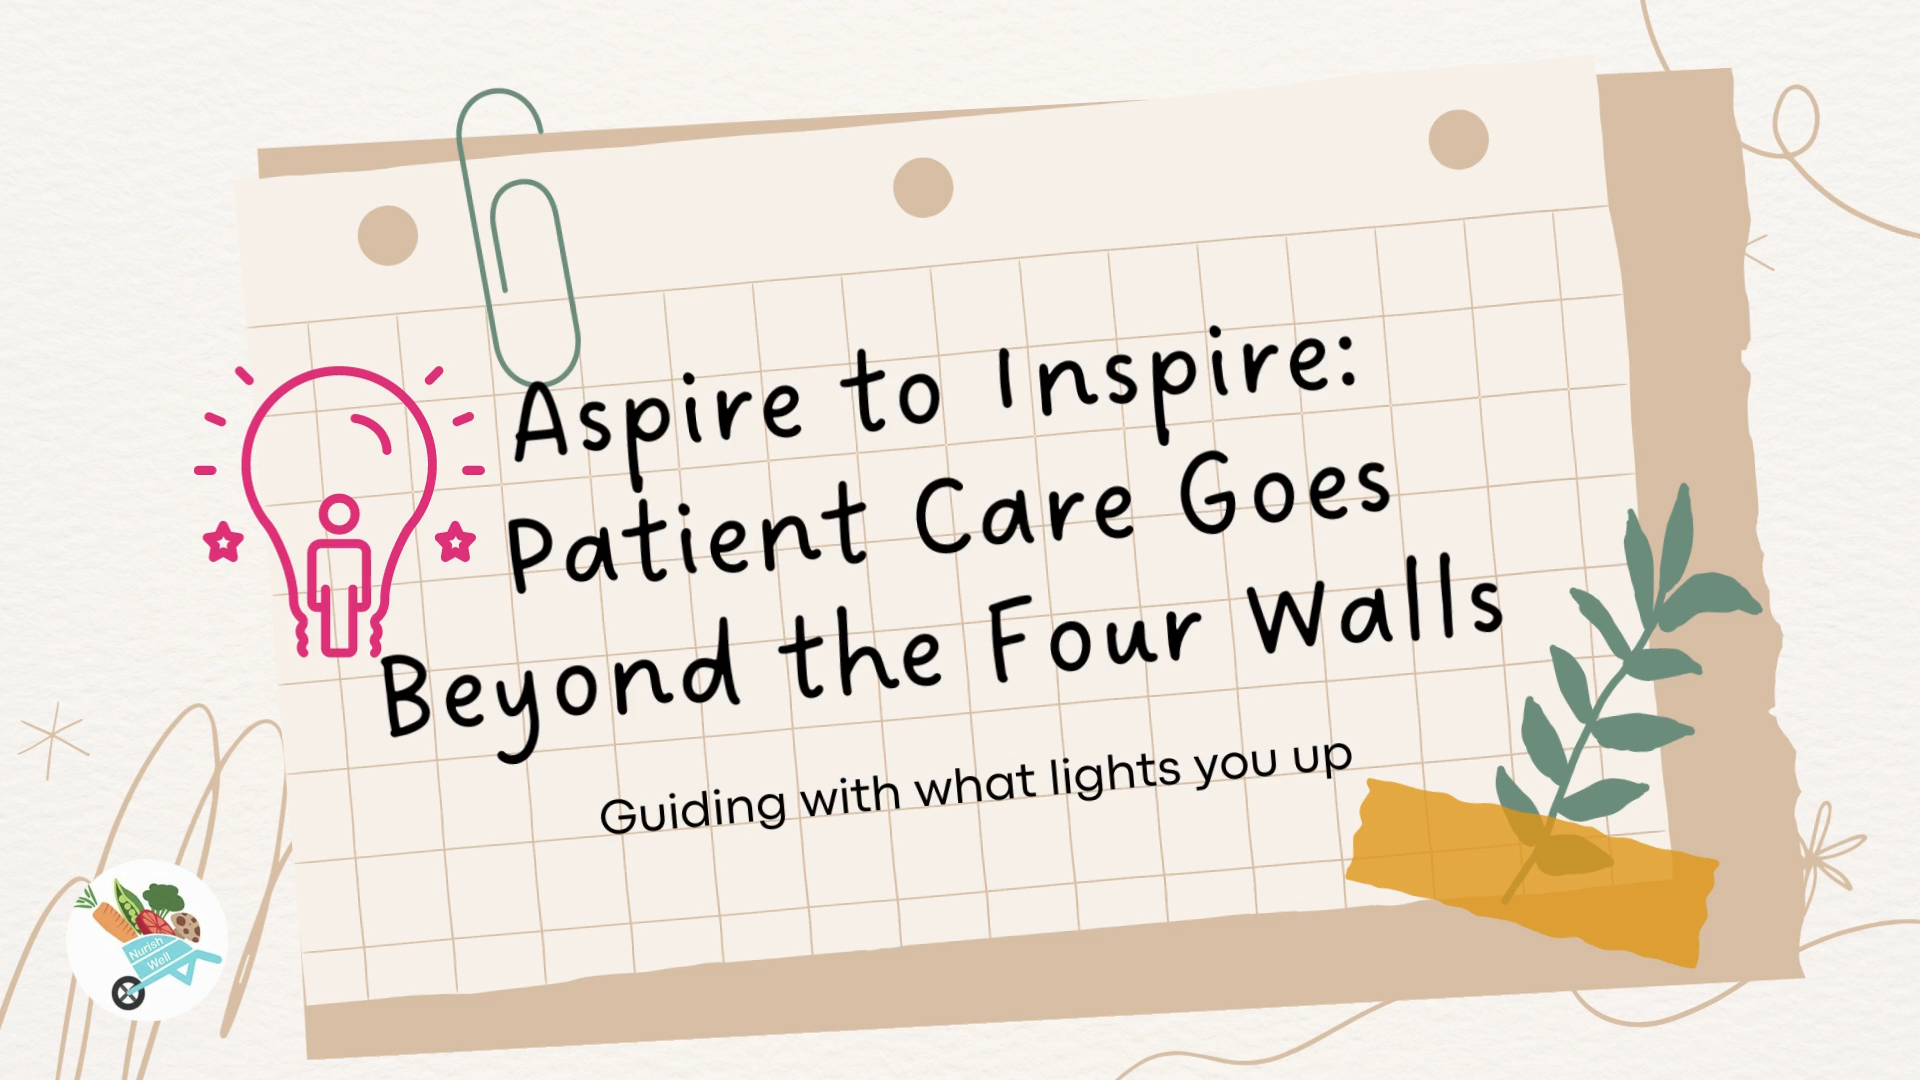 Aspire to Inspire:
Patient Care Goes
Beyond the Four Walls
Guiding with what lights you up
Nurish
Well